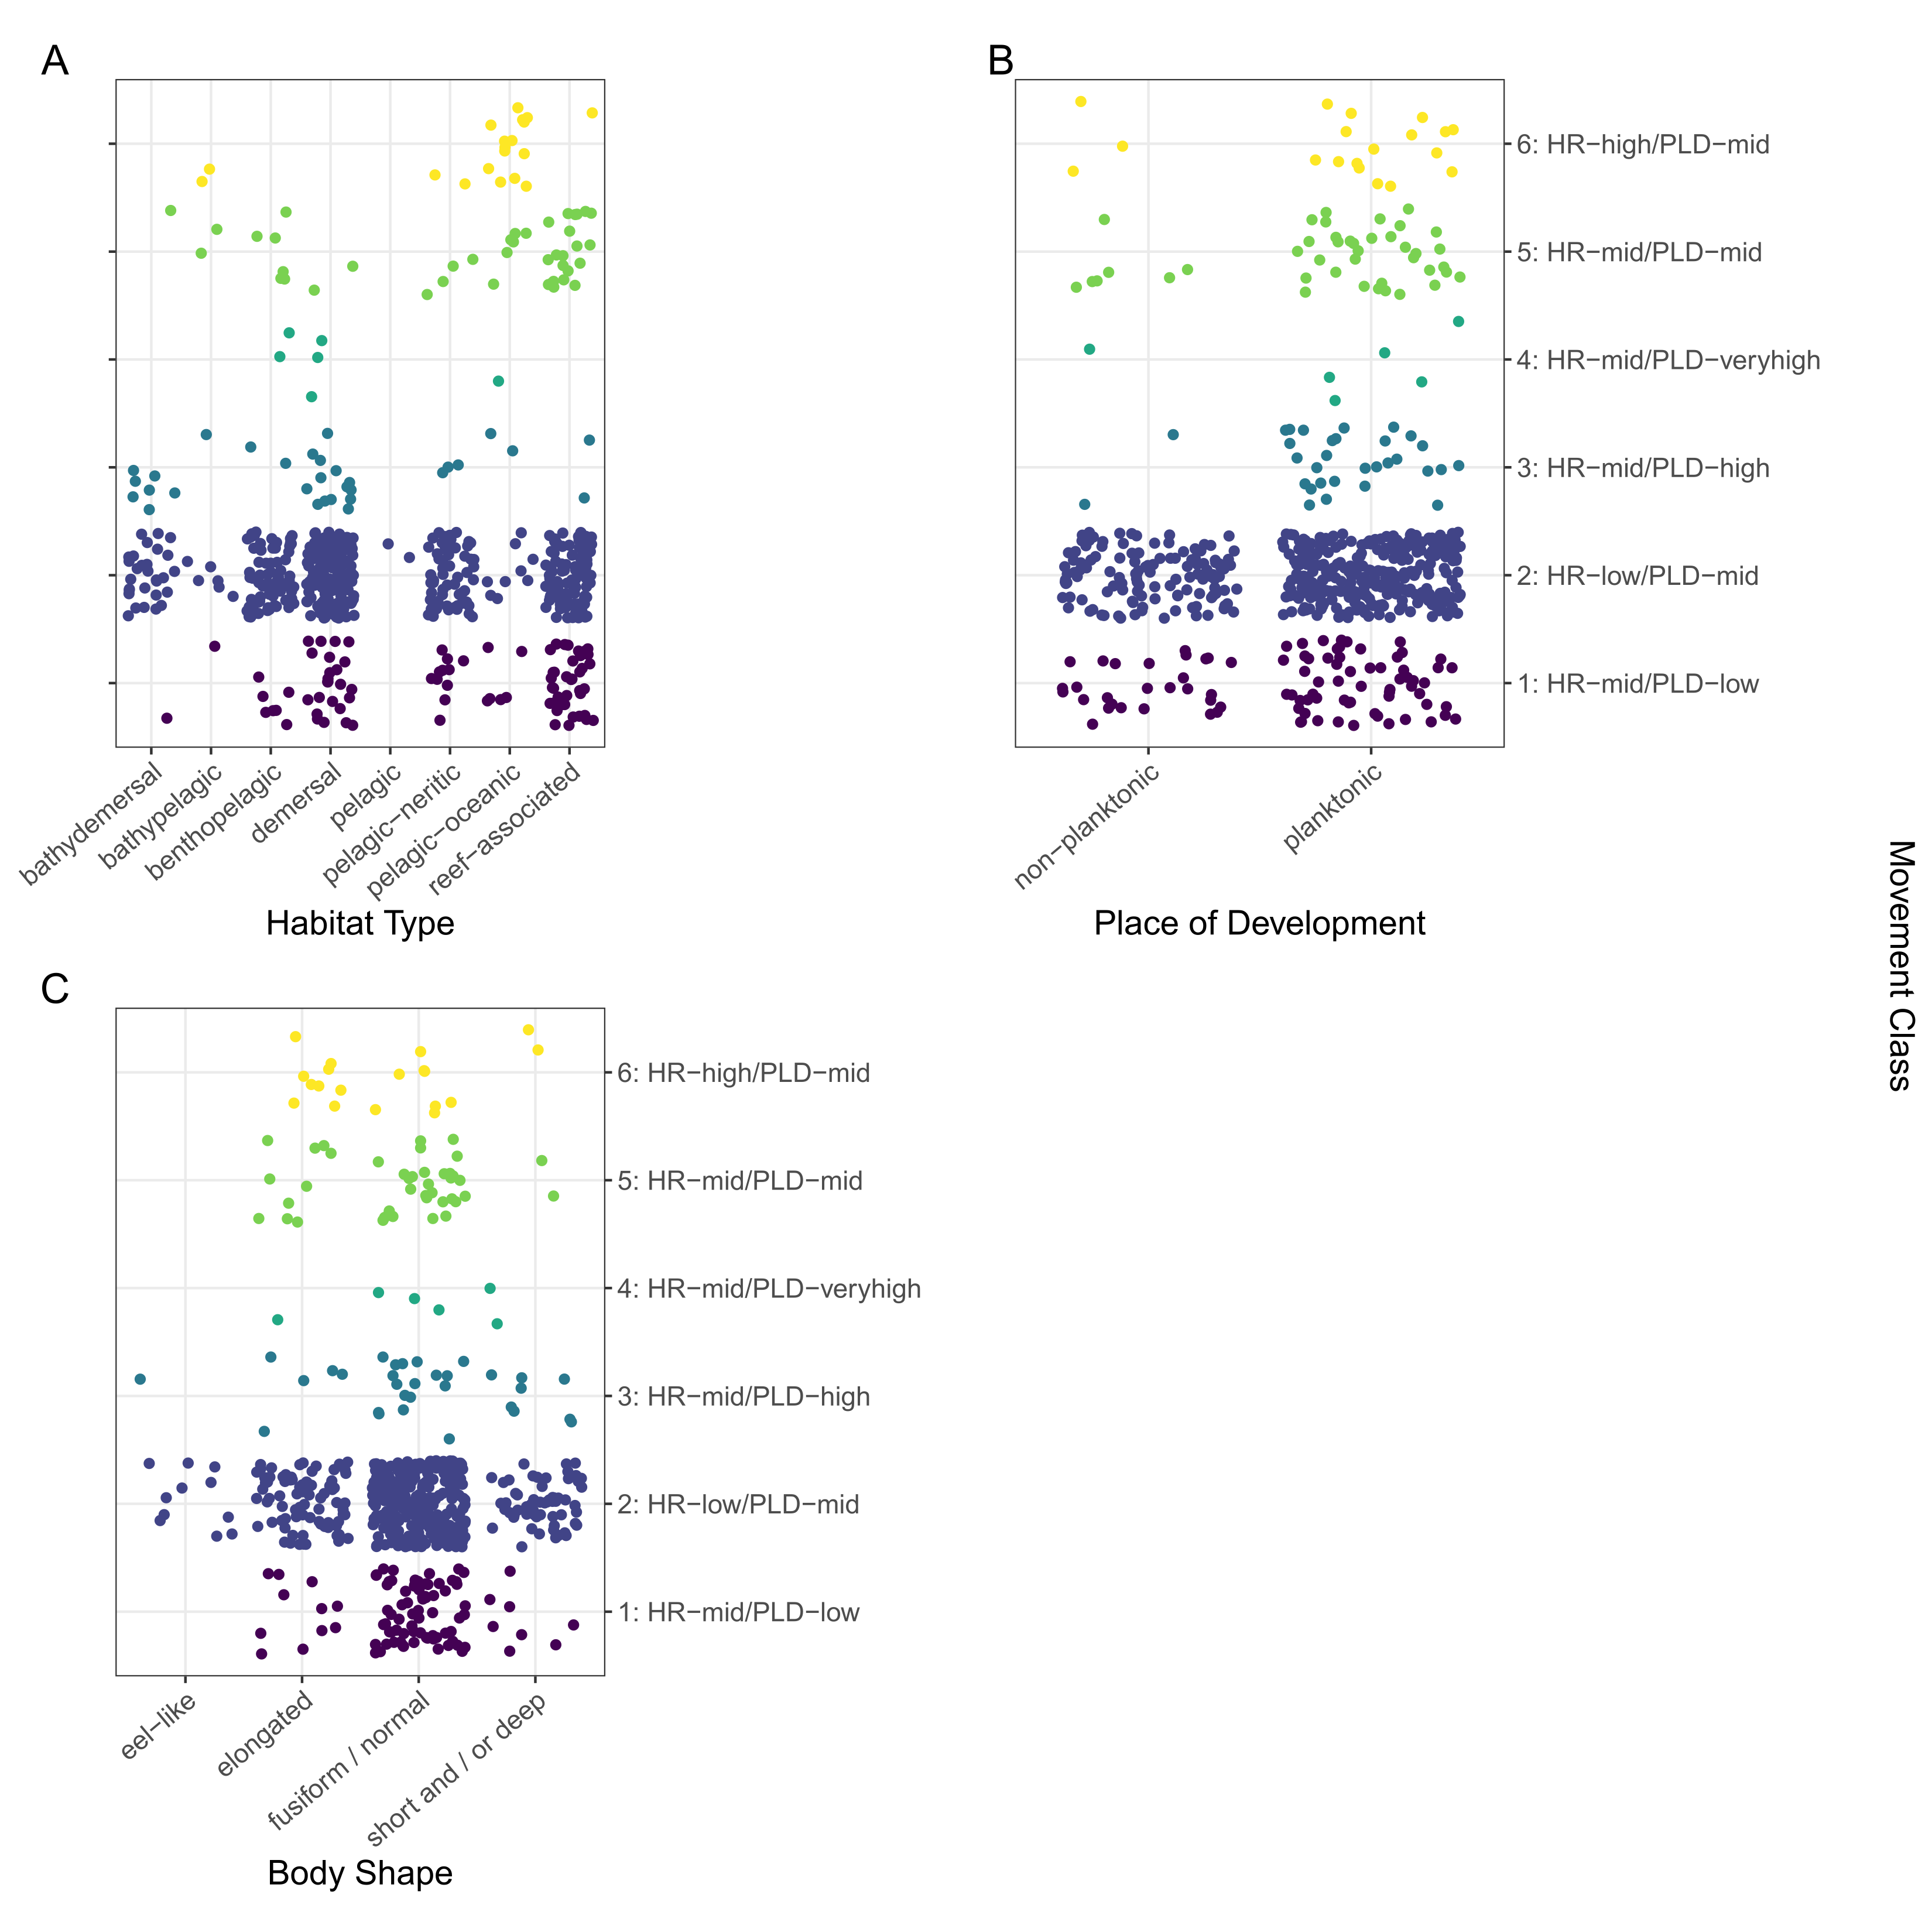 A
B
6: HR−high/PLD−mid
5: HR−mid/PLD−mid
4: HR−mid/PLD−veryhigh
3: HR−mid/PLD−high
2: HR−low/PLD−mid
1: HR−mid/PLD−low
bathydemersal
bathypelagic
benthopelagic
demersal
pelagic
pelagic−neritic
pelagic−oceanic
reef−associated
Habitat Type
non−planktonic
planktonic
Place of Development
Movement Class
C
6: HR−high/PLD−mid
5: HR−mid/PLD−mid
4: HR−mid/PLD−veryhigh
3: HR−mid/PLD−high
2: HR−low/PLD−mid
1: HR−mid/PLD−low
eel−like
elongated
fusiform / normal
short and / or deep
Body Shape